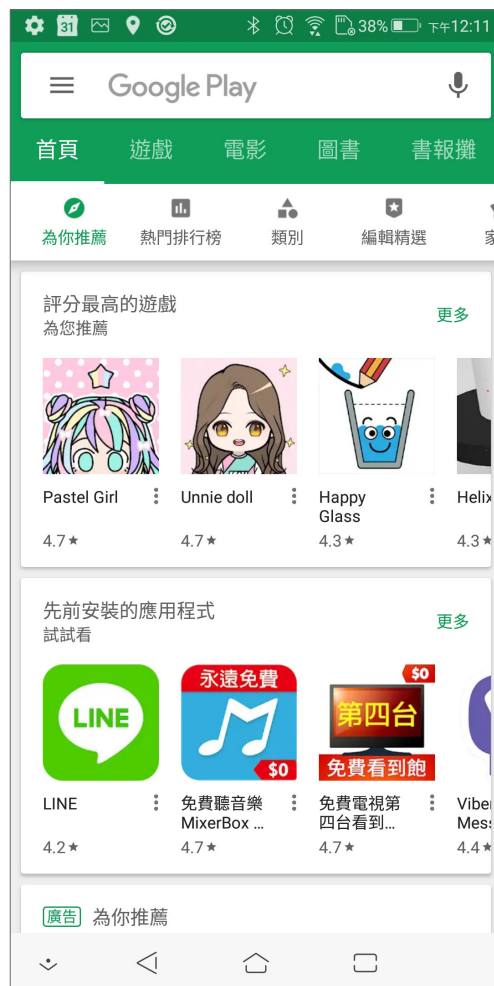 31 38% 下午12:11
Google Play
首頁 遊戲 電影 圖書 書報攤
為你推薦 熱門排行榜 類別 編輯精選
評分最高的遊戲
為您推薦
更多
Pastel Girl
4.7★
Unnie doll
4.7★
Happy
Glass
4.3★
Helix
4.3★
先前安裝的應用程式
試試看
更多
LINE
永遠免費
$0
$0
第四台
免費看到飽
LINE
4.2★
免費聽音樂
MixerBox ...
4.7★
免費電視第
四台看到...
4.7★
Viber
Mess
4.4★
廣告 為你推薦